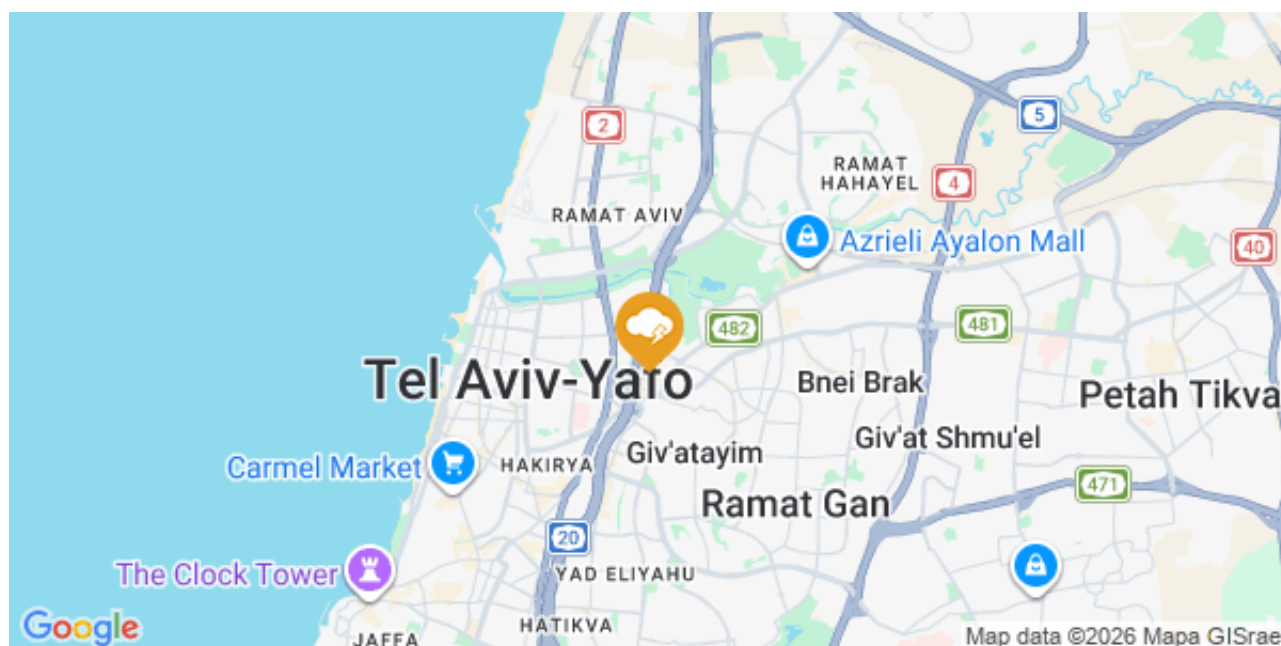 2
5
RAMAT
HAHAYEL
4
RAMAT AVIV
Azrieli Ayalon Mall
40
482
481
Tel Aviv-Yafo
Bnei Brak
Petah Tikva
Carmel Market
HAKIRYA
Giv'atayim
Giv'at Shmu'el
471
Ramat Gan
20
The Clock Tower
YAD ELIYAHU
HATIKVA
JAFFA
Google
Map data ©2026 Mapa GISrae